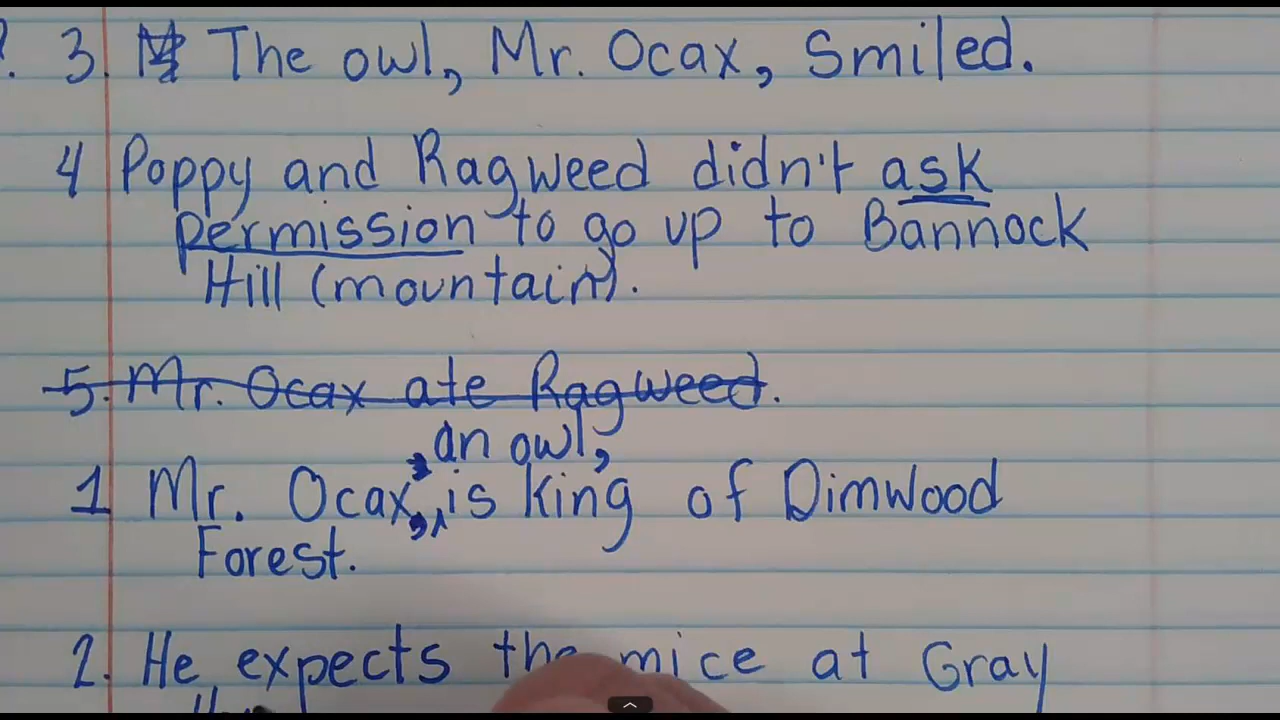 3. The owl, Mr. Ocax, Smiled.
4 Poppy and Ragweed didn't ask
permission to go up to Bannock
Hill (mountain).
5. Mr. Ocax ate Ragweed.
, an owl,
1 Mr. Ocax, is king of Dimwood
Forest.
2. He expects the mice at Gray